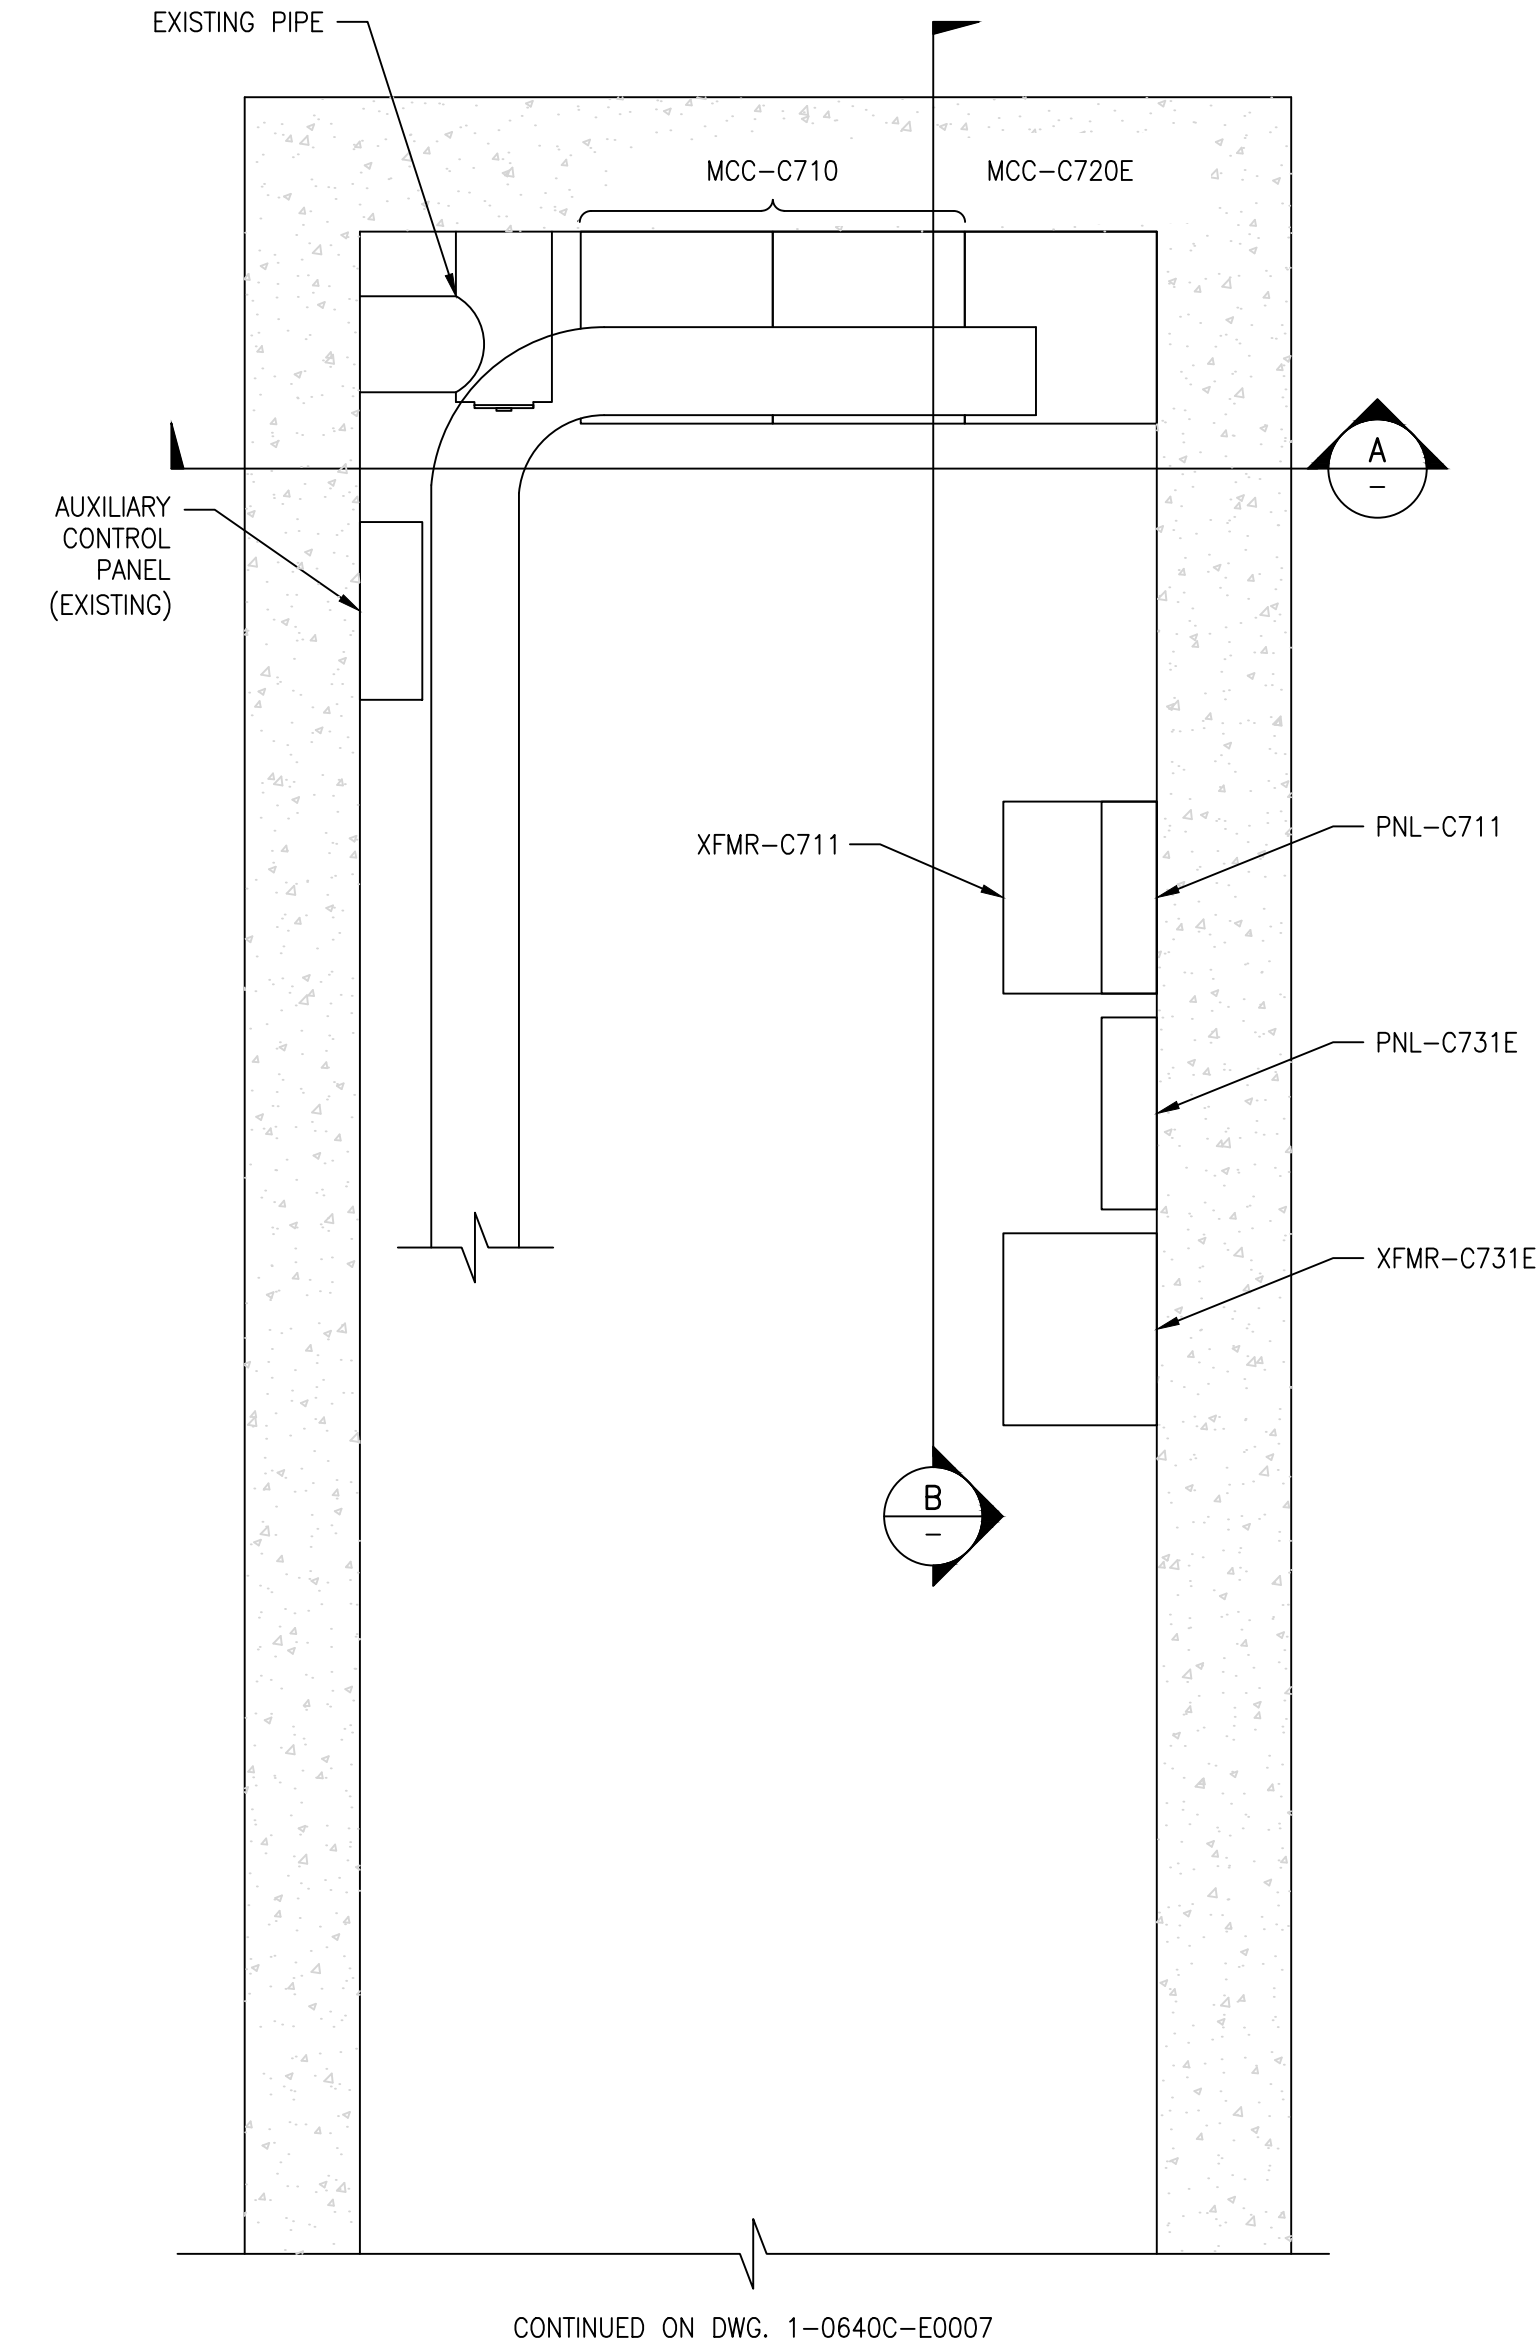 EXISTING PIPE
MCC-C710
MCC-C720E
A
-
AUXILIARY
CONTROL
PANEL
(EXISTING)
XFMR-C711
PNL-C711
PNL-C731E
XFMR-C731E
B
-
CONTINUED ON DWG. 1-0640C-E0007